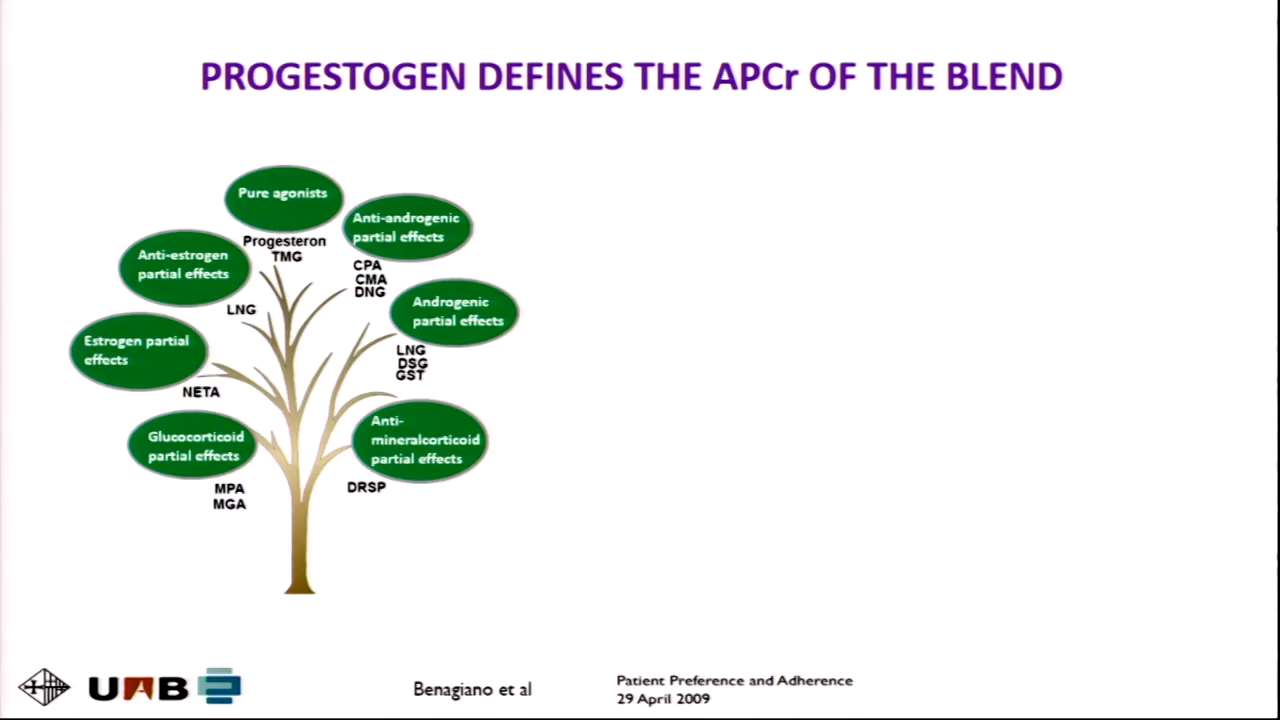 PROGESTOGEN DEFINES THE APCr OF THE BLEND
Pure agonists
Progesteron
TMG
Anti-androgenic
partial effects
CPA
CMA
DNG
Anti-estrogen
partial effects
LNG
Androgenic
partial effects
LNG
DSG
GST
Estrogen partial
effects
NETA
Glucocorticoid
partial effects
MPA
MGA
Anti-
mineralcorticoid
partial effects
DRSP
UAB
Benagiano et al
Patient Preference and Adherence
29 April 2009